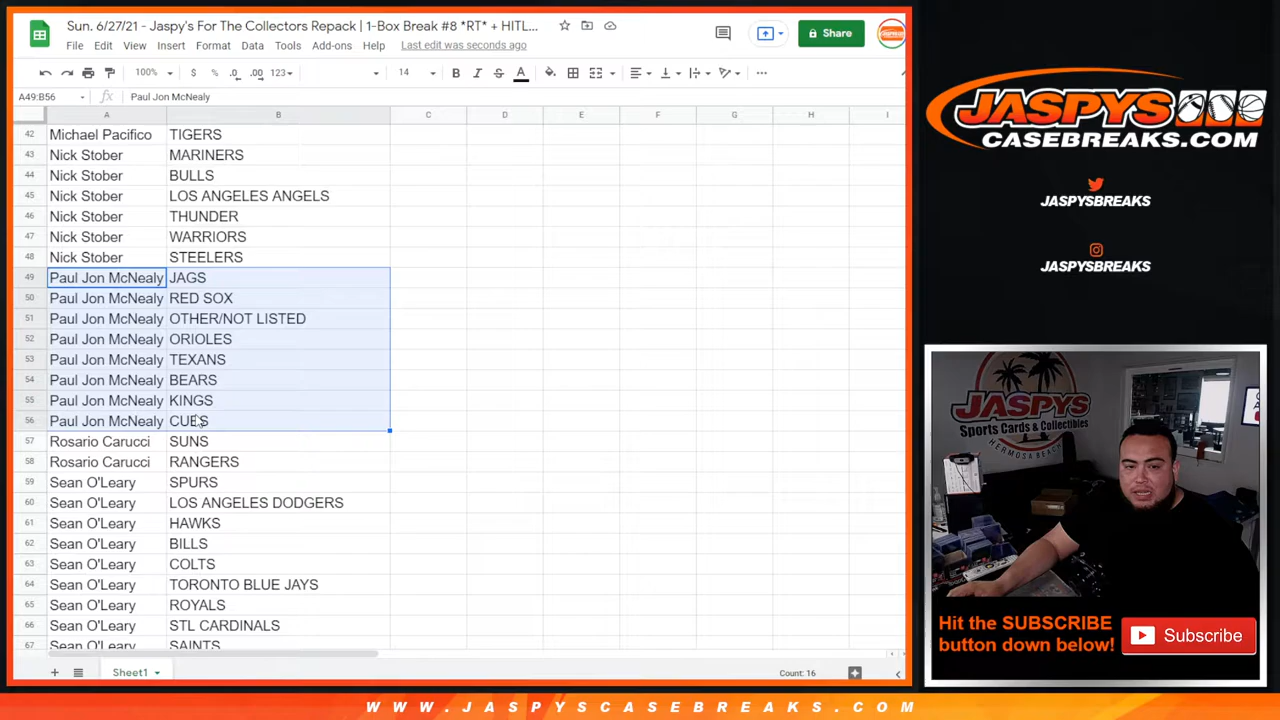 Sun. 6/27/21 - Jaspy's For The Collectors Repack | 1-Box Break #8 *RT* + HITL...
File Edit View Insert Format Data Tools Add-ons Help Last edit was seconds ago
Share
100% $ % .0 .00 123 14 B I S A
A49:B56 fx Paul Jon McNealy
A B C D E F G H I
42 Michael Pacifico TIGERS
43 Nick Stober MARINERS
44 Nick Stober BULLS
45 Nick Stober LOS ANGELES ANGELS
46 Nick Stober THUNDER
47 Nick Stober WARRIORS
48 Nick Stober STEELERS
49 Paul Jon McNealy JAGS
50 Paul Jon McNealy RED SOX
51 Paul Jon McNealy OTHER/NOT LISTED
52 Paul Jon McNealy ORIOLES
53 Paul Jon McNealy TEXANS
54 Paul Jon McNealy BEARS
55 Paul Jon McNealy KINGS
56 Paul Jon McNealy CUBS
57 Rosario Carucci SUNS
58 Rosario Carucci RANGERS
59 Sean O'Leary SPURS
60 Sean O'Leary LOS ANGELES DODGERS
61 Sean O'Leary HAWKS
62 Sean O'Leary BILLS
63 Sean O'Leary COLTS
64 Sean O'Leary TORONTO BLUE JAYS
65 Sean O'Leary ROYALS
66 Sean O'Leary STL CARDINALS
67 Sean O'Leary SAINTS
Sheet1 Count: 16
JASPYS
CASEBREAKS.COM
JASPYSBREAKS
JASPYSBREAKS
JASPYS
Sports Cards & Collectibles
HERMOSA BEACH
Hit the SUBSCRIBE
button down below!
Subscribe
WWW.JASPYSCASEBREAKS.COM